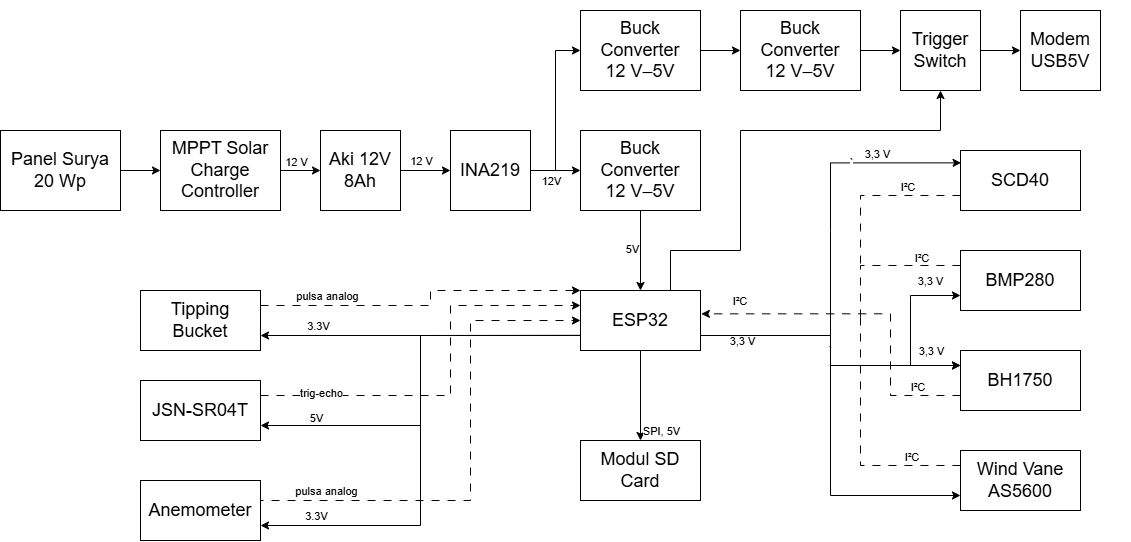 Buck
Converter
12 V–5V
Buck
Converter
12 V–5V
Trigger
Switch
Modem
USB5V
Panel Surya
20 Wp
MPPT Solar
Charge
Controller
12 V
Aki 12V
8Ah
12 V
INA219
12V
Buck
Converter
12 V–5V
3,3 V
SCD40
I²C
5V
I²C
BMP280
3,3 V
Tipping
Bucket
pulsa analog
3.3V
ESP32
I²C
3,3 V
3,3 V
BH1750
I²C
JSN-SR04T
trig-echo
5V
SPI, 5V
Modul SD
Card
I²C
Wind Vane
AS5600
Anemometer
pulsa analog
3.3V